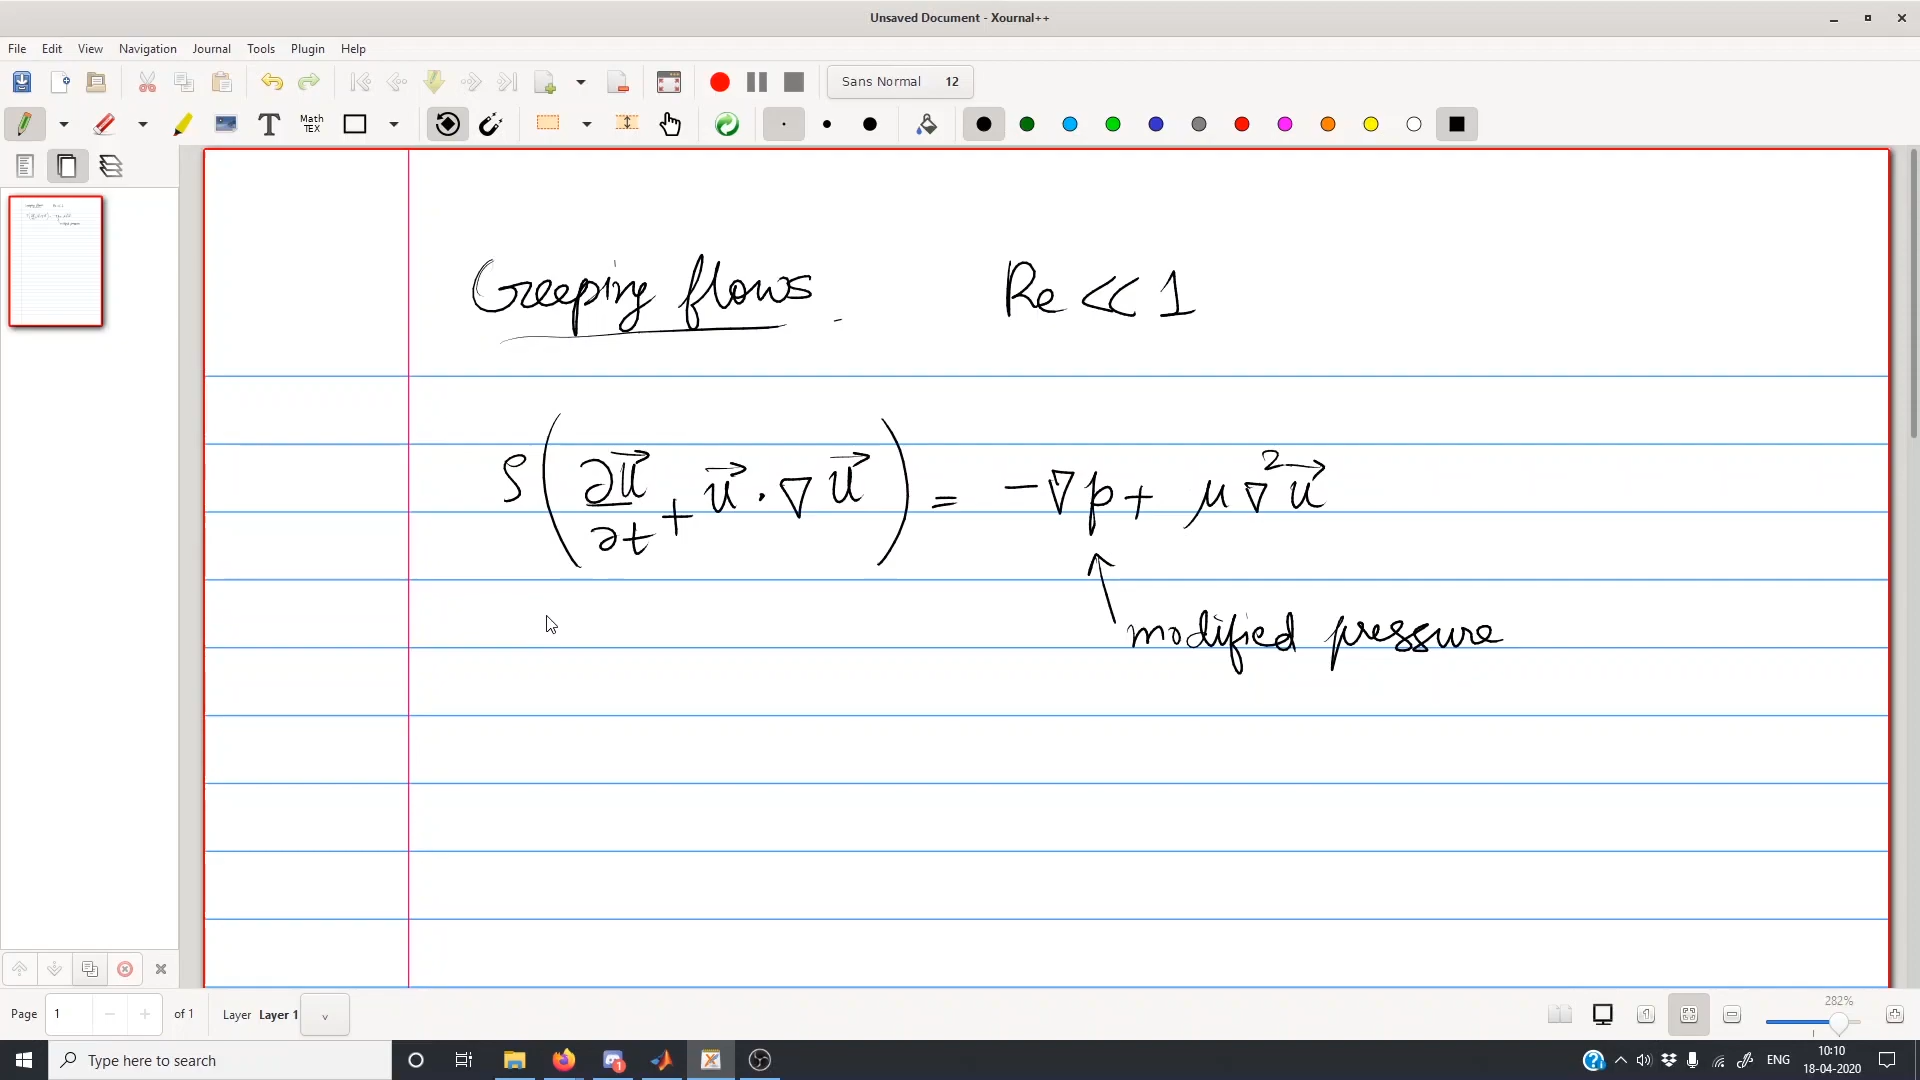 Unsaved Document - Xournal++
File Edit View Navigation Journal Tools Plugin Help
Sans Normal 12
T Math TEX
Creeping flows Re << 1
ρ(∂u⃗/∂t + u⃗ · ∇u⃗) = -∇p + μ∇²u⃗
modified pressure
282%
Page 1 of 1 Layer Layer 1
Type here to search
ENG
10:10
18-04-2020